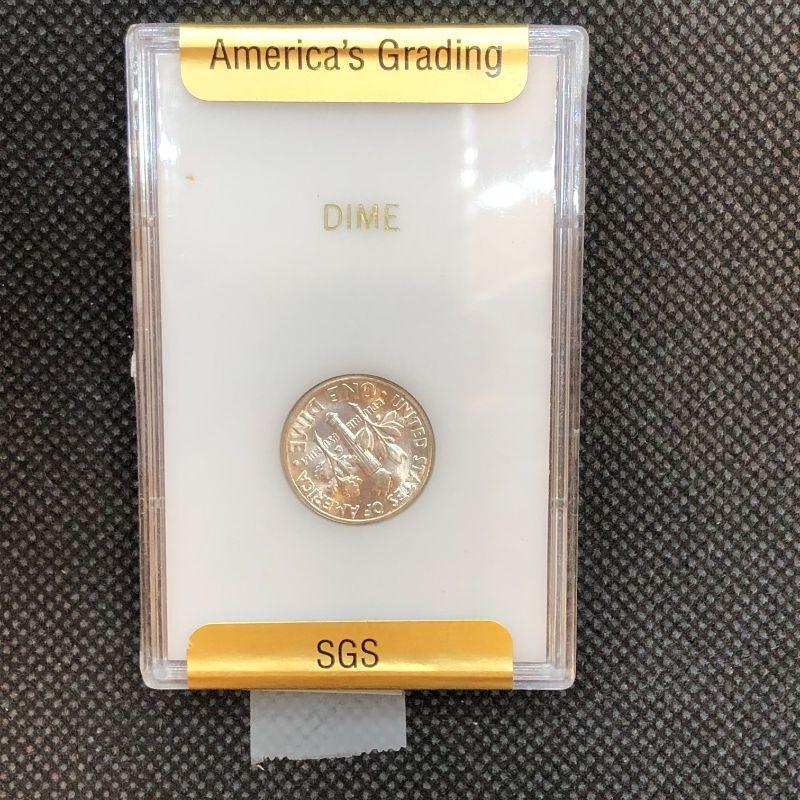 America's Grading
DIME
UNITED STATES OF AMERICA
ONE DIME
SGS